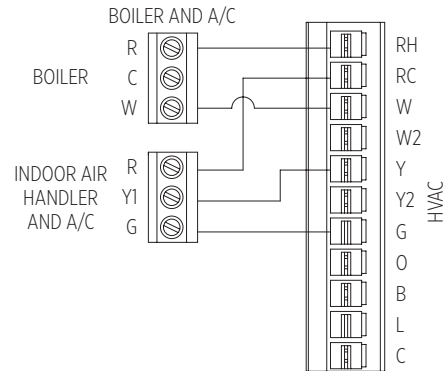 BOILER AND A/C
BOILER
R
C
W
INDOOR AIR
HANDLER
AND A/C
R
Y1
G
RH
RC
W
W2
Y
Y2
G
O
B
L
C
HVAC